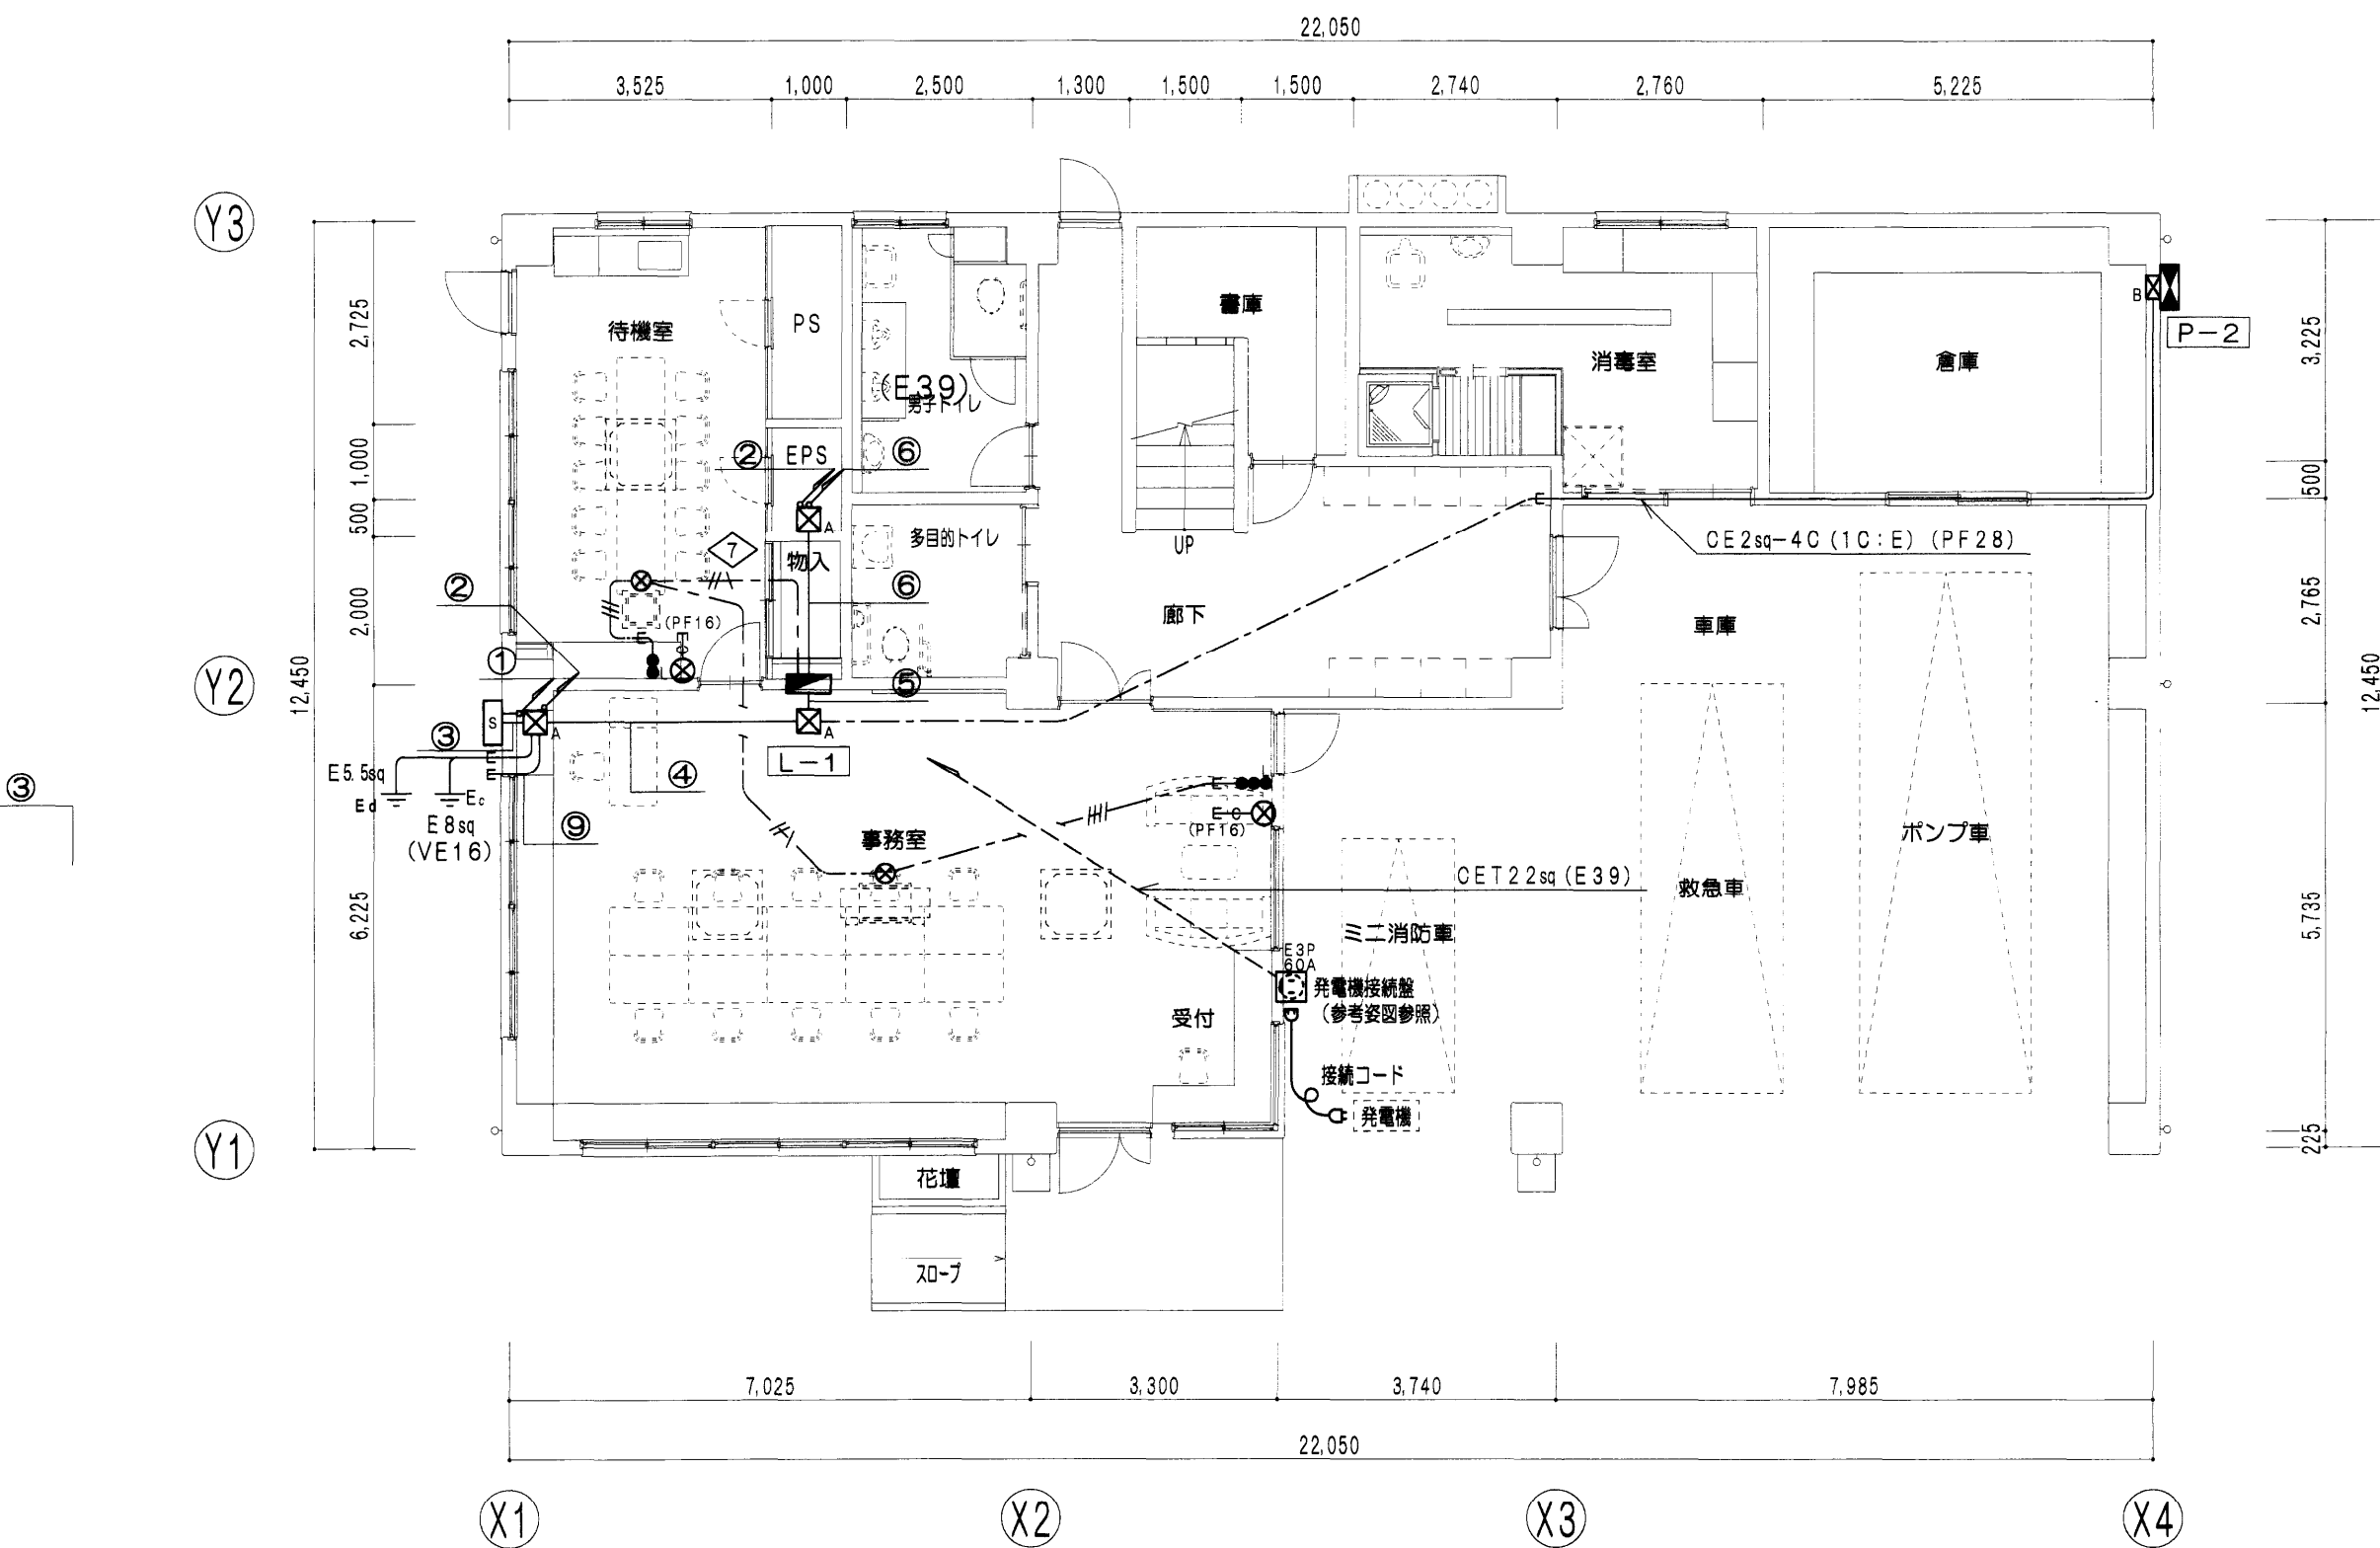 22,050
3,525
1,000
2,500
1,300
1,500
1,500
2,740
2,760
5,225
Y3
2,725
待機室
PS
書庫
消毒室
倉庫
B
P-2
3,225
(E39)
男子トイレ
②
EPS
⑥
1,000
500
A
500
7
物入
多目的トイレ
UP
E
CE2sq-4C(1C:E)(PF28)
②
⑥
2,000
(PF16)
廊下
車庫
2,765
E
E
①
L
Y2
12,450
⑤
12,450
S
③
A
A
L-1
E
E
E5.5sq
Ed
Ec
④
③
E8sq
(VE16)
⑨
L
E
(PF16)
事務室
ポンプ車
CET22sq(E39)
救急車
6,225
5,735
ミニ消防車
E3P
60A
発電機接続盤
(参考姿図参照)
受付
接続コード
発電機
Y1
225
花壇
スロープ
7,025
3,300
3,740
7,985
22,050
X1
X2
X3
X4